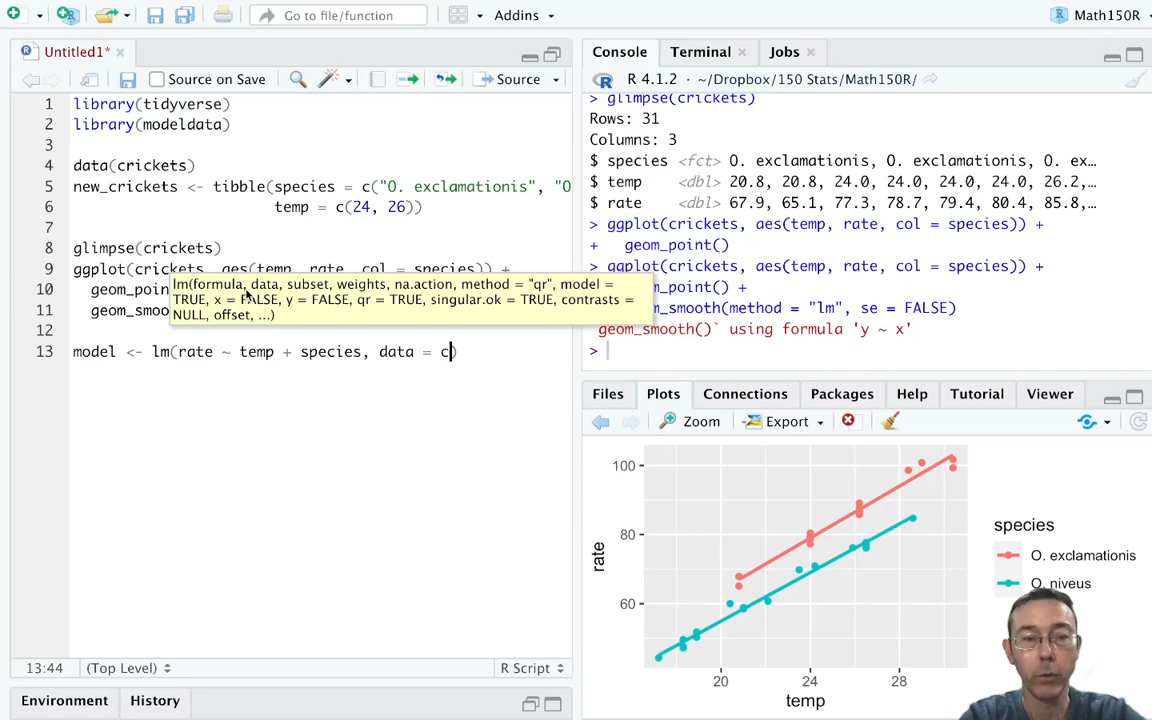 Go to file/function
Addins
Math150R
Untitled1*
Source on Save
Source
1 library(tidyverse)
2 library(modeldata)
3
4 data(crickets)
5 new_crickets <- tibble(species = c("O. exclamationis", "O
6 temp = c(24, 26))
7
8 glimpse(crickets)
9 ggplot(crickets, aes(temp, rate, col = species)) +
10 geom_poin
11 geom_smoo
12
13 model <- lm(rate ~ temp + species, data = c)
lm(formula, data, subset, weights, na.action, method = "qr", model =
TRUE, x = FALSE, y = FALSE, qr = TRUE, singular.ok = TRUE, contrasts =
NULL, offset, ...)
13:44 (Top Level) R Script
Environment History
Console Terminal Jobs
R 4.1.2 · ~/Dropbox/150 Stats/Math150R/
> glimpse(crickets)
Rows: 31
Columns: 3
$ species <fct> O. exclamationis, O. exclamationis, O. ex…
$ temp <dbl> 20.8, 20.8, 24.0, 24.0, 24.0, 24.0, 26.2,…
$ rate <dbl> 67.9, 65.1, 77.3, 78.7, 79.4, 80.4, 85.8,…
> ggplot(crickets, aes(temp, rate, col = species)) +
+ geom_point()
> ggplot(crickets, aes(temp, rate, col = species)) +
_point() +
_smooth(method = "lm", se = FALSE)
geom_smooth()` using formula 'y ~ x'
>
Files Plots Connections Packages Help Tutorial Viewer
Zoom Export
100
80
60
20 24 28
rate
temp
species
O. exclamationis
O. niveus